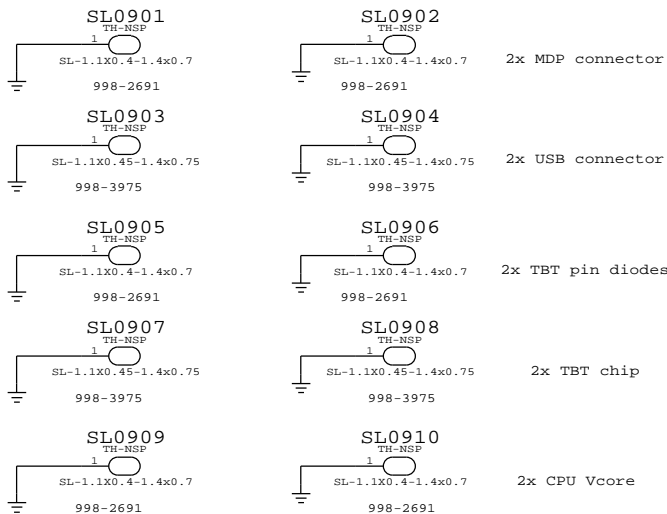 SL0901 SL0902
TH-NSP TH-NSP
1 1
SL-1.1X0.4-1.4x0.7 SL-1.1X0.4-1.4x0.7 2x MDP connector
998-2691 998-2691
SL0903 SL0904
TH-NSP TH-NSP
1 1
SL-1.1X0.45-1.4x0.75 SL-1.1X0.45-1.4x0.75 2x USB connector
998-3975 998-3975
SL0905 SL0906
TH-NSP TH-NSP
1 1
SL-1.1X0.4-1.4x0.7 SL-1.1X0.4-1.4x0.7 2x TBT pin diodes
998-2691 998-2691
SL0907 SL0908
TH-NSP TH-NSP
1 1
SL-1.1X0.45-1.4x0.75 SL-1.1X0.45-1.4x0.75 2x TBT chip
998-3975 998-3975
SL0909 SL0910
TH-NSP TH-NSP
1 1
SL-1.1X0.4-1.4x0.7 SL-1.1X0.4-1.4x0.7 2x CPU Vcore
998-2691 998-2691